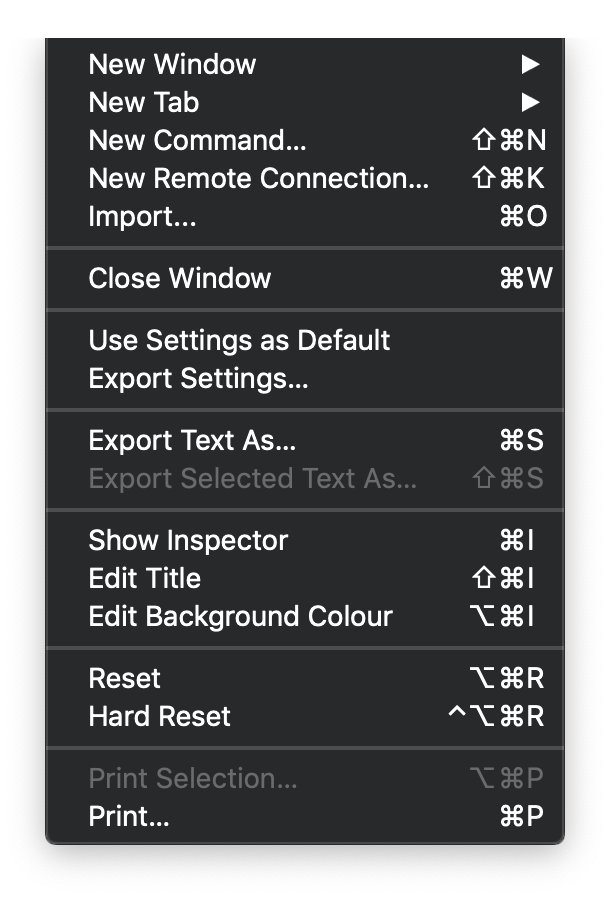 New Window ▶
New Tab ▶
New Command... ⇧⌘N
New Remote Connection... ⇧⌘K
Import... ⌘O
Close Window ⌘W
Use Settings as Default
Export Settings...
Export Text As... ⌘S
Export Selected Text As... ⇧⌘S
Show Inspector ⌘I
Edit Title ⇧⌘I
Edit Background Colour ⌥⌘I
Reset ⌥⌘R
Hard Reset ^⌥⌘R
Print Selection... ⌥⌘P
Print... ⌘P